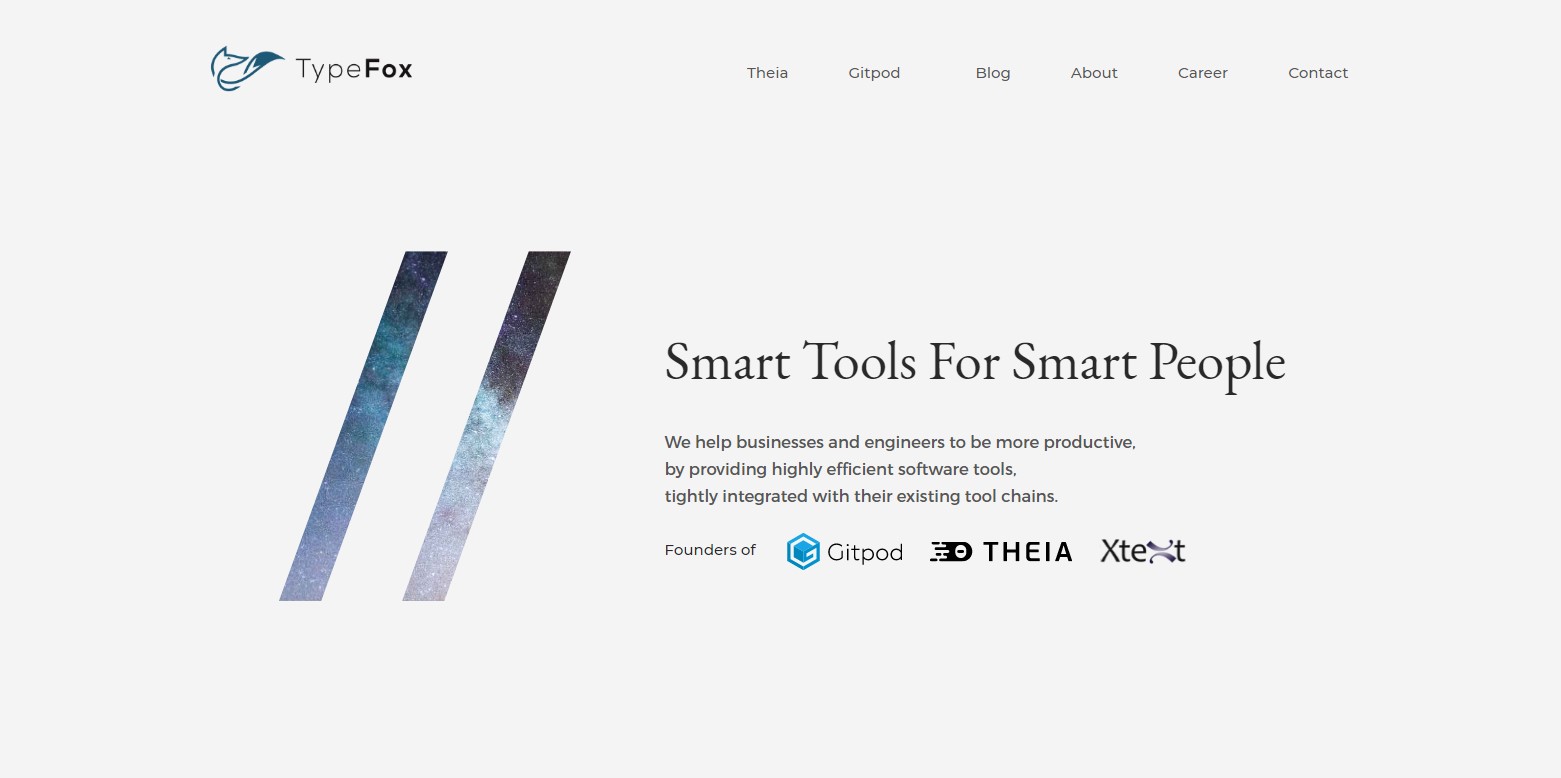 TypeFox
Theia Gitpod Blog About Career Contact
Smart Tools For Smart People
We help businesses and engineers to be more productive,
by providing highly efficient software tools,
tightly integrated with their existing tool chains.
Founders of Gitpod THEIA Xtext